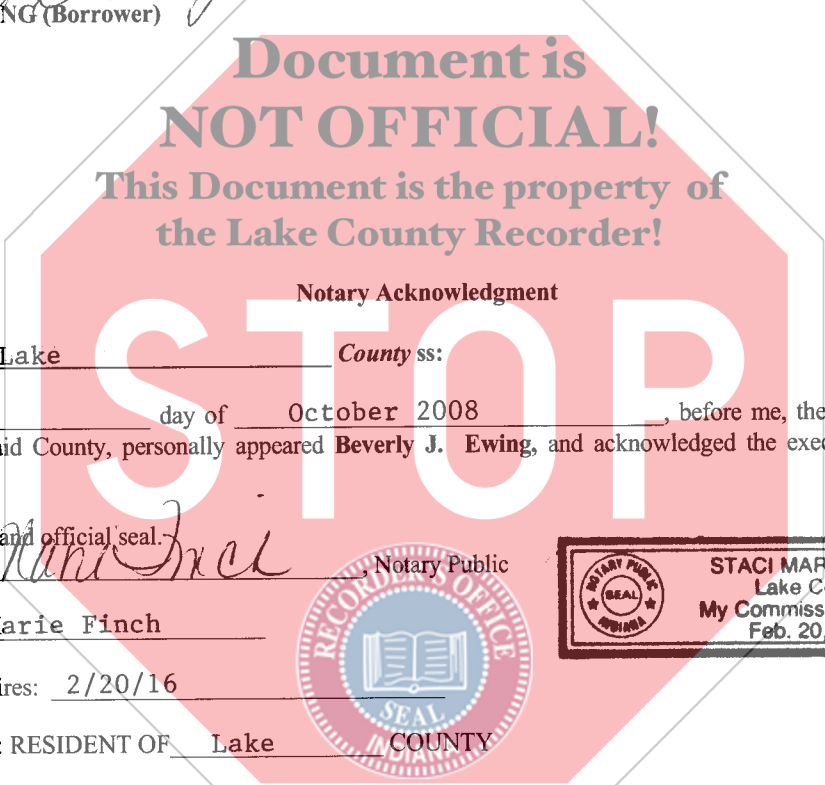 NG (Borrower)
Document is
NOT OFFICIAL!
This Document is the property of
the Lake County Recorder!
Notary Acknowledgment
STOP
Lake County ss:
day of October 2008, before me, the
aid County, personally appeared Beverly J. Ewing, and acknowledged the exec
and official seal.
, Notary Public
arie Finch
ires: 2/20/16
RESIDENT OF Lake COUNTY
RECORDER'S OFFICE
SEAL
INDIANA
NOTARY PUBLIC
SEAL
INDIANA
STACI MAR
Lake C
My Commiss
Feb. 20,